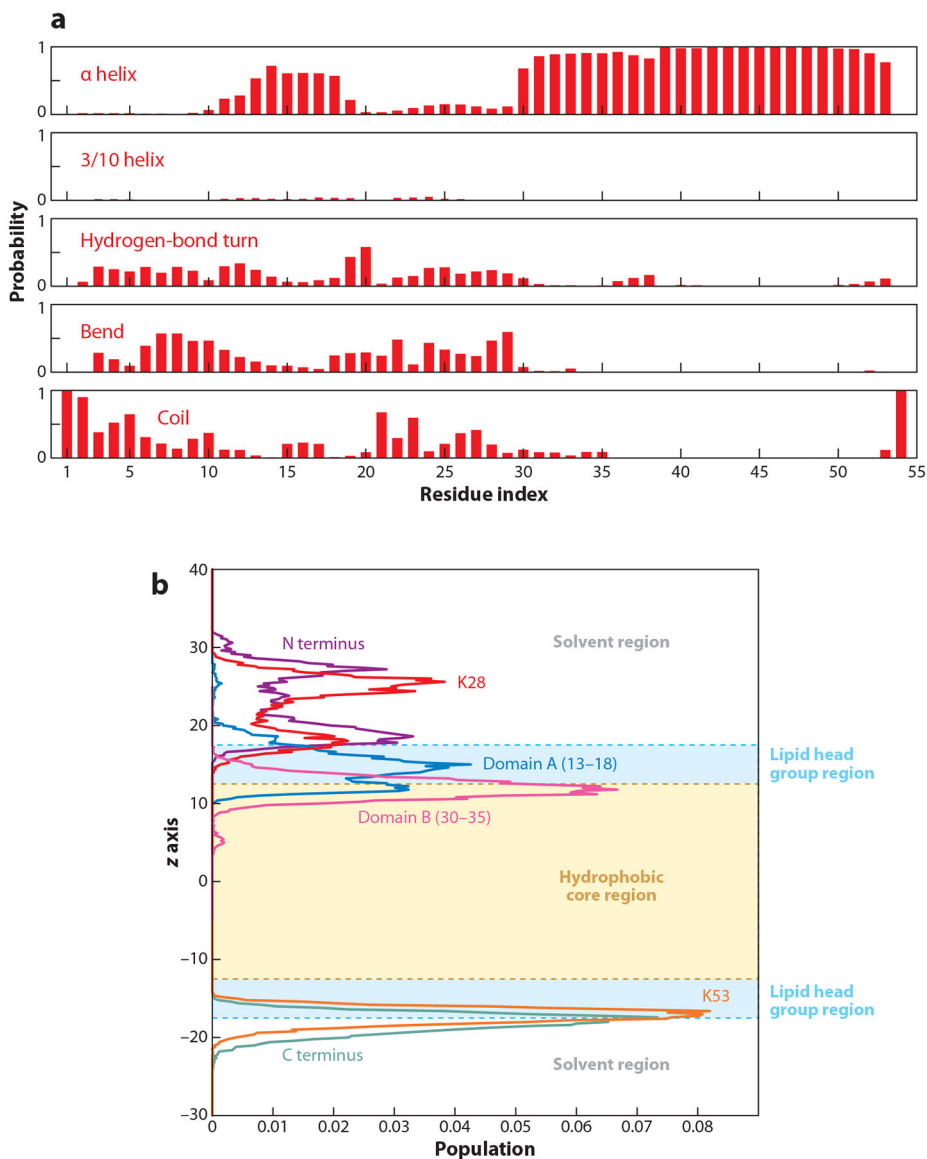 a
1
α helix
0
1
3/10 helix
0
1
Hydrogen-bond turn
0
1
Bend
0
1
Coil
0
Probability
1 5 10 15 20 25 30 35 40 45 50 55
Residue index
b
40
30
20
10
0
−10
−20
−30
z axis
Solvent region
N terminus
K28
Domain A (13–18)
Lipid head
group region
Domain B (30–35)
Hydrophobic
core region
K53
Lipid head
group region
C terminus
Solvent region
0 0.01 0.02 0.03 0.04 0.05 0.06 0.07 0.08
Population